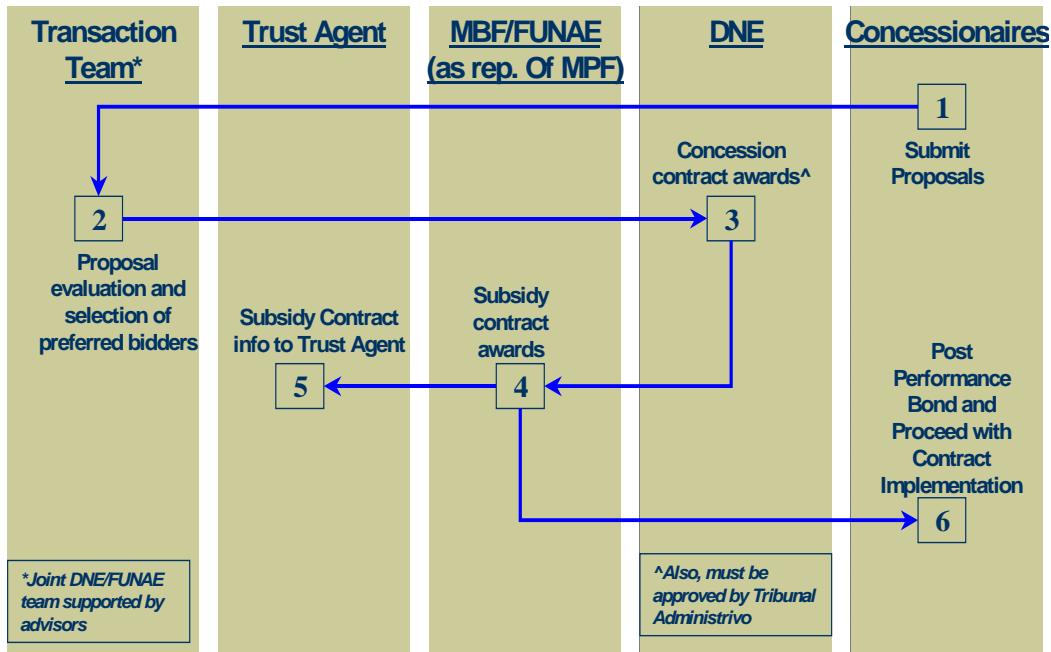 Transaction
Team*
Trust Agent
MBF/FUNAE
(as rep. Of MPF)
DNE
Concessionaires
1
Submit
Proposals
2
Proposal
evaluation and
selection of
preferred bidders
Concession
contract awards^
3
Subsidy
contract
awards
4
Subsidy Contract
info to Trust Agent
5
Post
Performance
Bond and
Proceed with
Contract
Implementation
6
*Joint DNE/FUNAE
team supported by
advisors
^Also, must be
approved by Tribunal
Administrivo